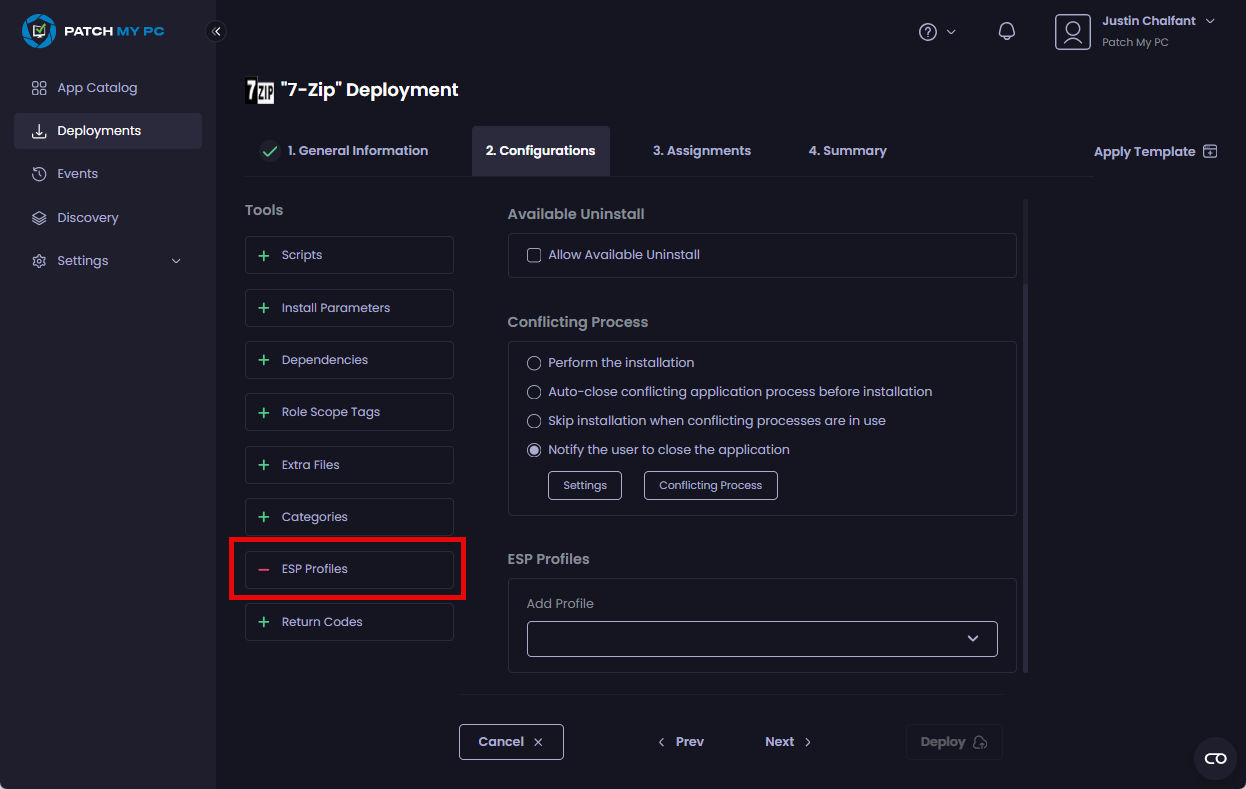 PATCH MY PC
Justin Chalfant
Patch My PC
App Catalog
Deployments
Events
Discovery
Settings
7ZIP "7-Zip" Deployment
1. General Information
2. Configurations
3. Assignments
4. Summary
Apply Template
Tools
Scripts
Install Parameters
Dependencies
Role Scope Tags
Extra Files
Categories
ESP Profiles
Return Codes
Available Uninstall
Allow Available Uninstall
Conflicting Process
Perform the installation
Auto-close conflicting application process before installation
Skip installation when conflicting processes are in use
Notify the user to close the application
Settings
Conflicting Process
ESP Profiles
Add Profile
Cancel
Prev
Next
Deploy